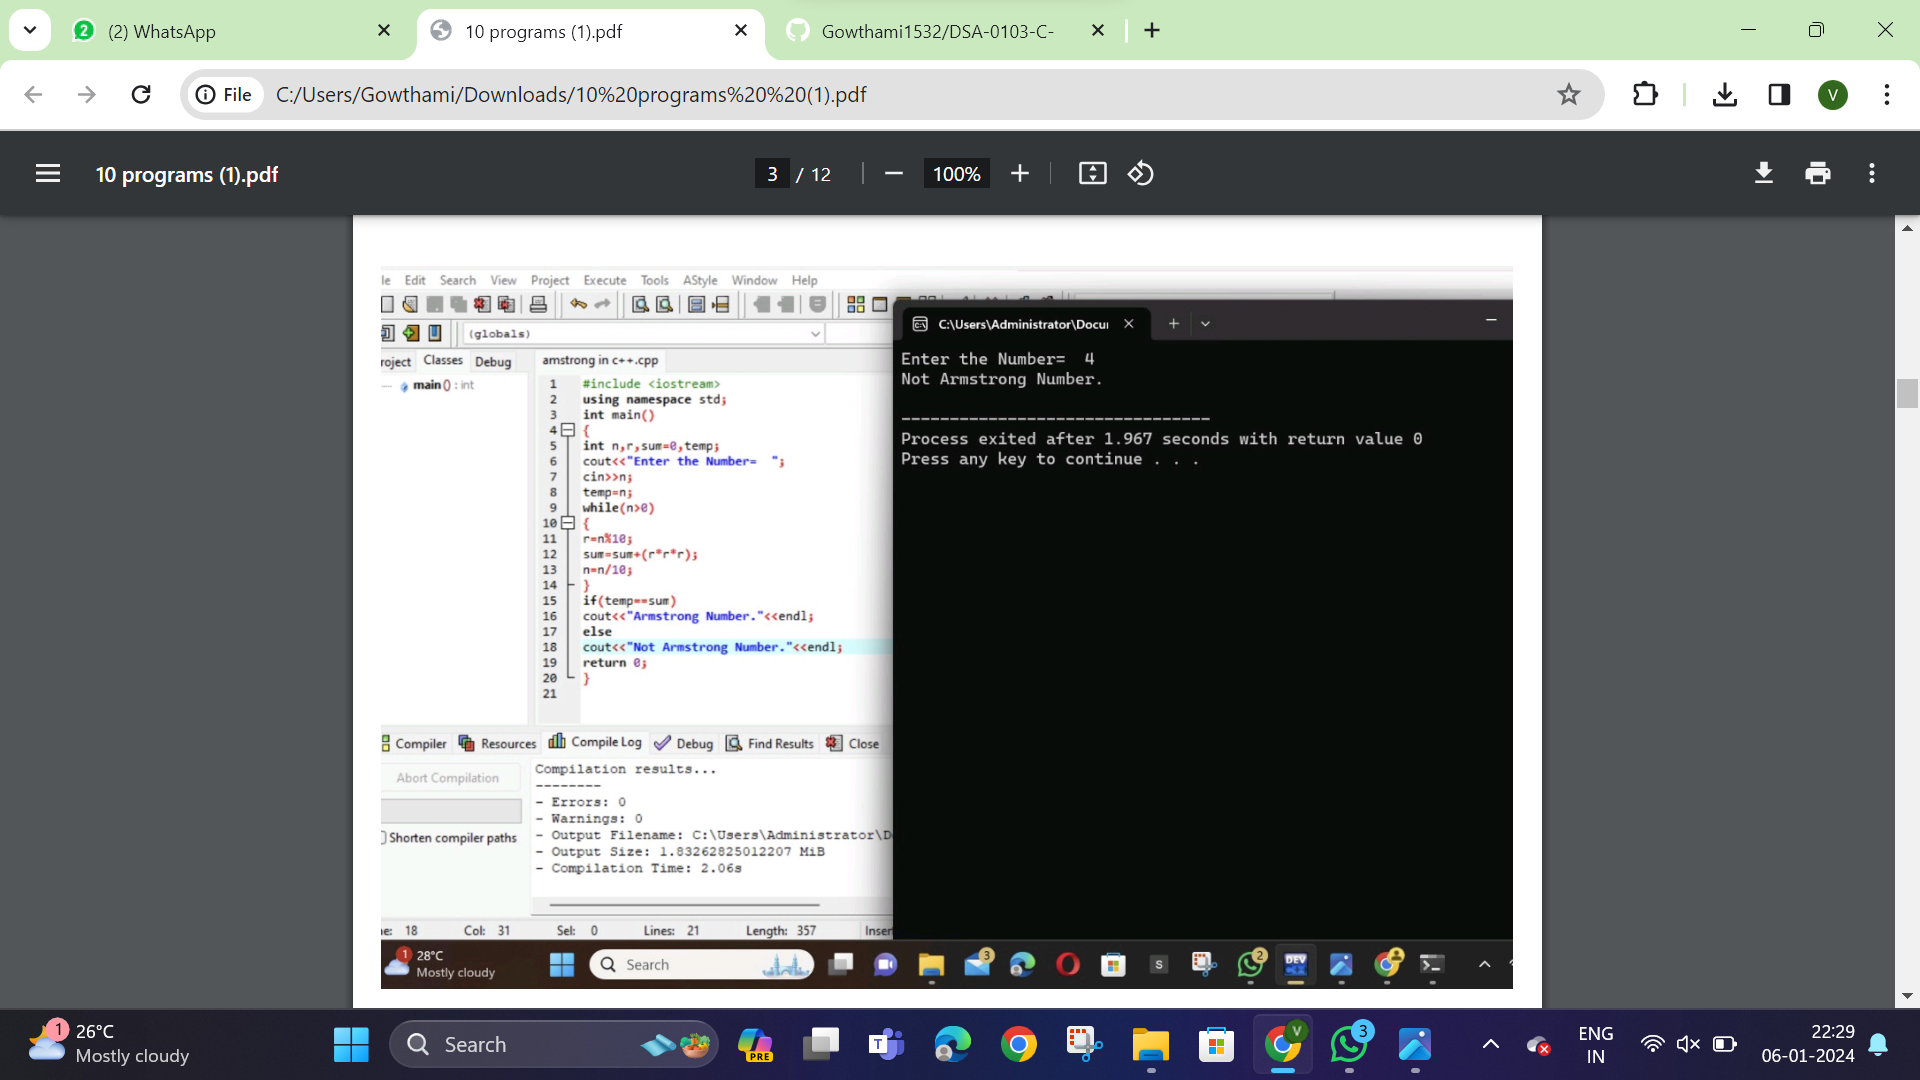 (2) WhatsApp
10 programs (1).pdf
Gowthami1532/DSA-0103-C-
File
C:/Users/Gowthami/Downloads/10%20programs%20%20(1).pdf
V
10 programs (1).pdf
3 / 12
100%
le Edit Search View Project Execute Tools AStyle Window Help
(globals)
roject Classes Debug
amstrong in c++.cpp
main () : int
1 #include <iostream>
2 using namespace std;
3 int main()
4 {
5 int n,r,sum=0,temp;
6 cout<<"Enter the Number=  ";
7 cin>>n;
8 temp=n;
9 while(n>0)
10 {
11 r=n%10;
12 sum=sum+(r*r*r);
13 n=n/10;
14 }
15 if(temp==sum)
16 cout<<"Armstrong Number."<<endl;
17 else
18 cout<<"Not Armstrong Number."<<endl;
19 return 0;
20 }
21
C:\Users\Administrator\Docu
Enter the Number=  4
Not Armstrong Number.
--------------------------------
Process exited after 1.967 seconds with return value 0
Press any key to continue . . .
Compiler Resources Compile Log Debug Find Results Close
Abort Compilation
Shorten compiler paths
Compilation results...
--------
- Errors: 0
- Warnings: 0
- Output Filename: C:\Users\Administrator\D
- Output Size: 1.83262825012207 MiB
- Compilation Time: 2.06s
ne: 18 Col: 31 Sel: 0 Lines: 21 Length: 357 Inser
1
28°C
Mostly cloudy
Search
3
S
2
DEV
1
26°C
Mostly cloudy
Search
PRE
T
V
3
ENG
IN
22:29
06-01-2024